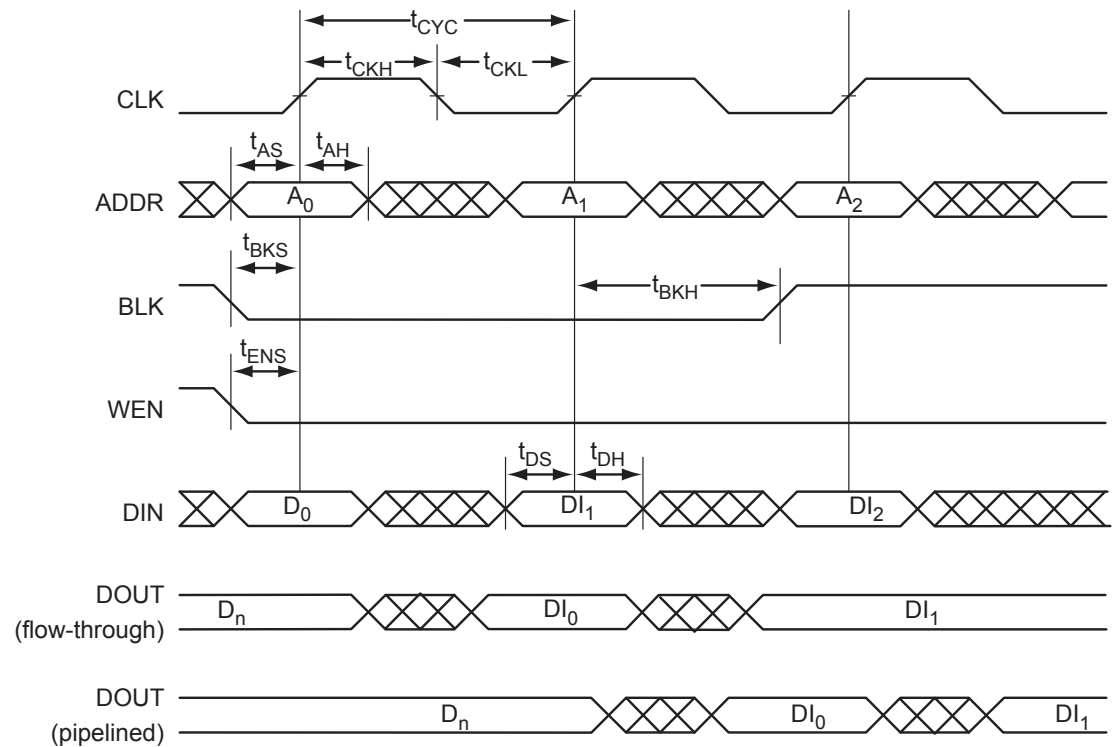 tCYC
tCKH tCKL
CLK
tAS tAH
ADDR A0 A1 A2
tBKS
BLK tBKH
tENS
WEN
tDS tDH
DIN D0 DI1 DI2
DOUT
(flow-through) Dn DI0 DI1
DOUT
(pipelined) Dn DI0 DI1